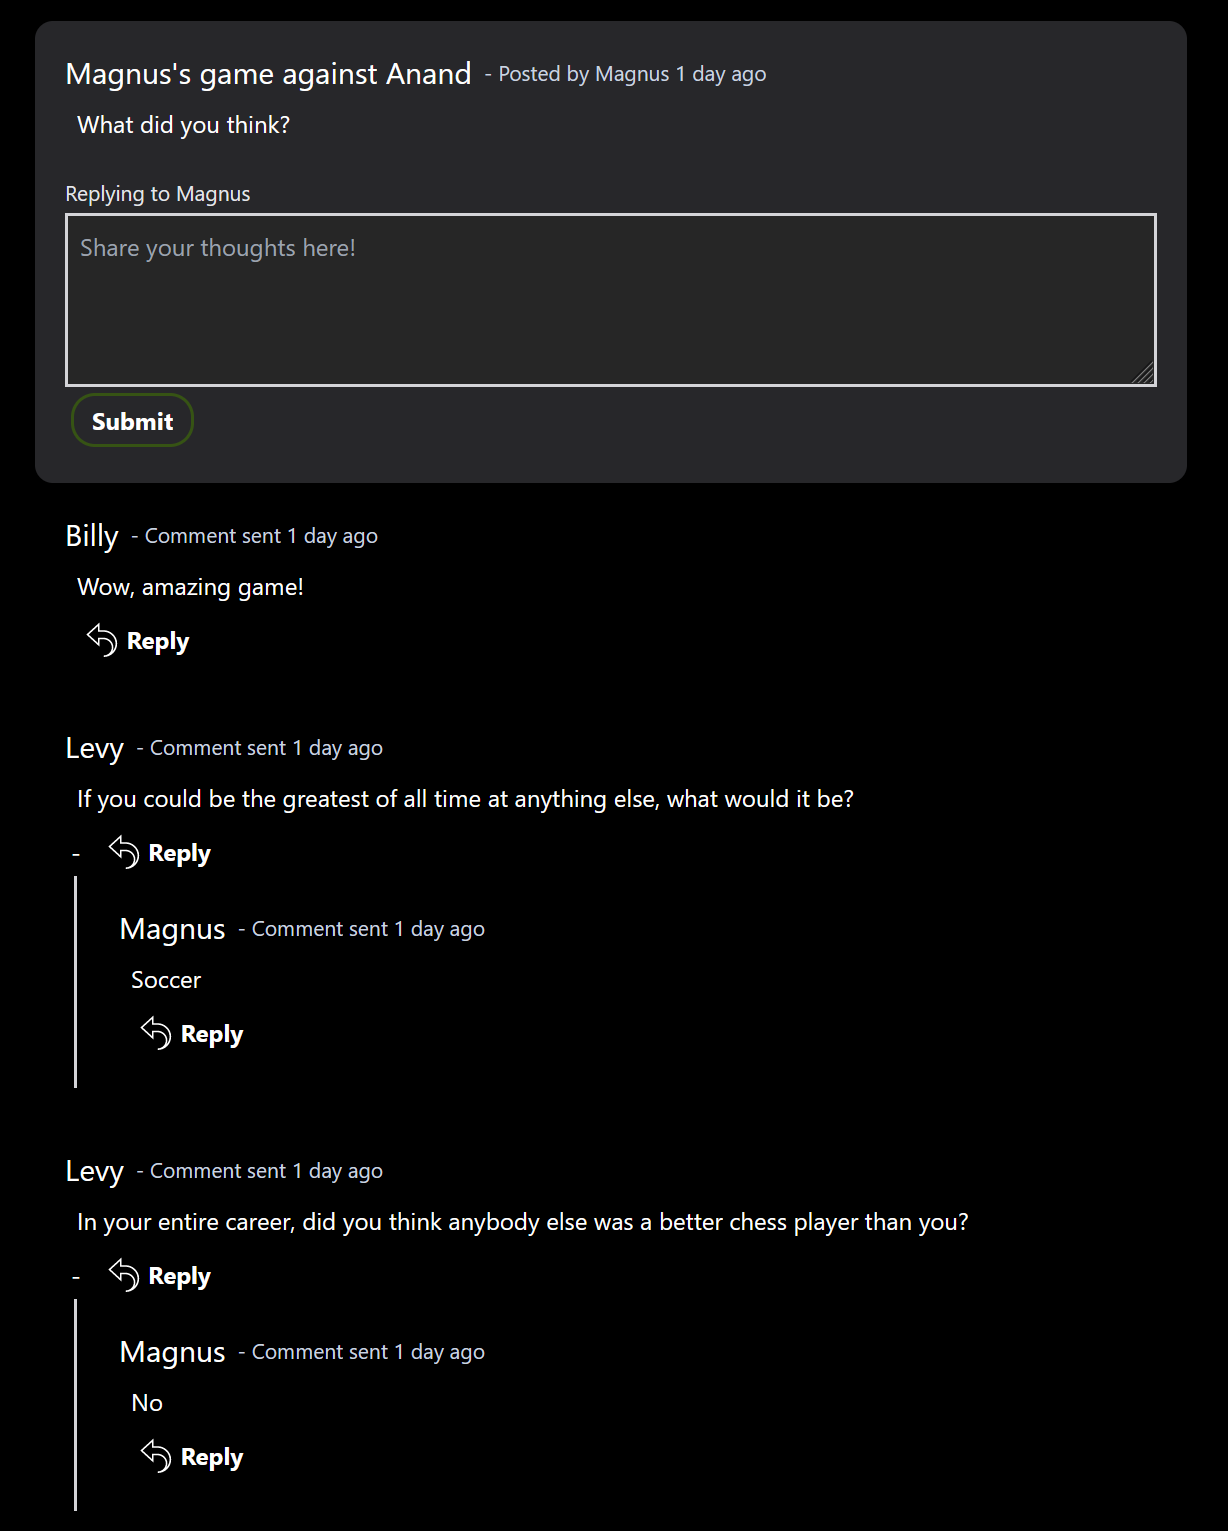 Magnus's game against Anand - Posted by Magnus 1 day ago
What did you think?
Replying to Magnus
Share your thoughts here!
Submit
Billy - Comment sent 1 day ago
Wow, amazing game!
Reply
Levy - Comment sent 1 day ago
If you could be the greatest of all time at anything else, what would it be?
- Reply
Magnus - Comment sent 1 day ago
Soccer
Reply
Levy - Comment sent 1 day ago
In your entire career, did you think anybody else was a better chess player than you?
- Reply
Magnus - Comment sent 1 day ago
No
Reply